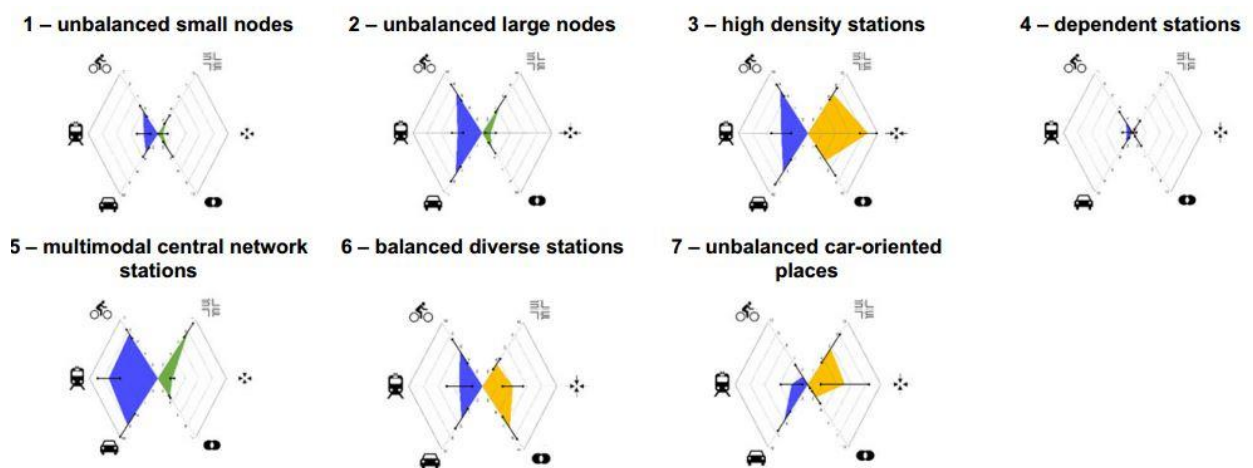 1 – unbalanced small nodes
2 – unbalanced large nodes
3 – high density stations
4 – dependent stations
5 – multimodal central network
stations
6 – balanced diverse stations
7 – unbalanced car-oriented
places